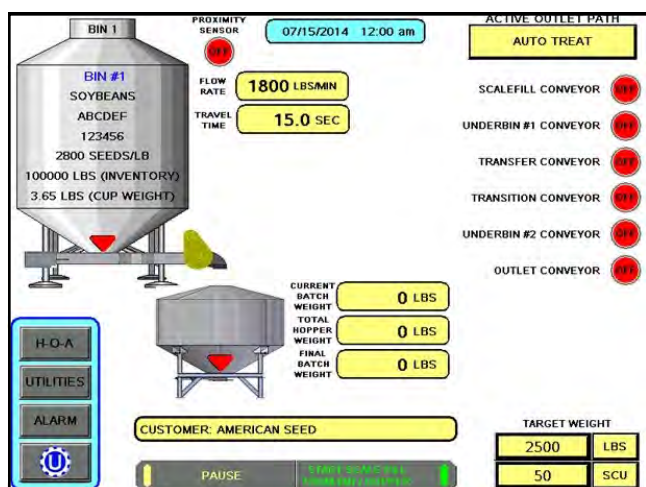 BIN 1
PROXIMITY
SENSOR
OFF
07/15/2014 12:00 am
ACTIVE OUTLET PATH
AUTO TREAT
BIN #1
SOYBEANS
ABCDEF
123456
2800 SEEDS/LB
100000 LBS (INVENTORY)
3.65 LBS (CUP WEIGHT)
FLOW
RATE
1800 LBS/MIN
TRAVEL
TIME
15.0 SEC
SCALEFILL CONVEYOR OFF
UNDERBIN #1 CONVEYOR OFF
TRANSFER CONVEYOR OFF
TRANSITION CONVEYOR OFF
UNDERBIN #2 CONVEYOR OFF
OUTLET CONVEYOR OFF
CURRENT
BATCH
WEIGHT
0 LBS
TOTAL
HOPPER
WEIGHT
0 LBS
FINAL
BATCH
WEIGHT
0 LBS
H-O-A
UTILITIES
ALARM
U
CUSTOMER: AMERICAN SEED
PAUSE
START SCALE FILL
TARGET WEIGHT
2500 LBS
50 SCU